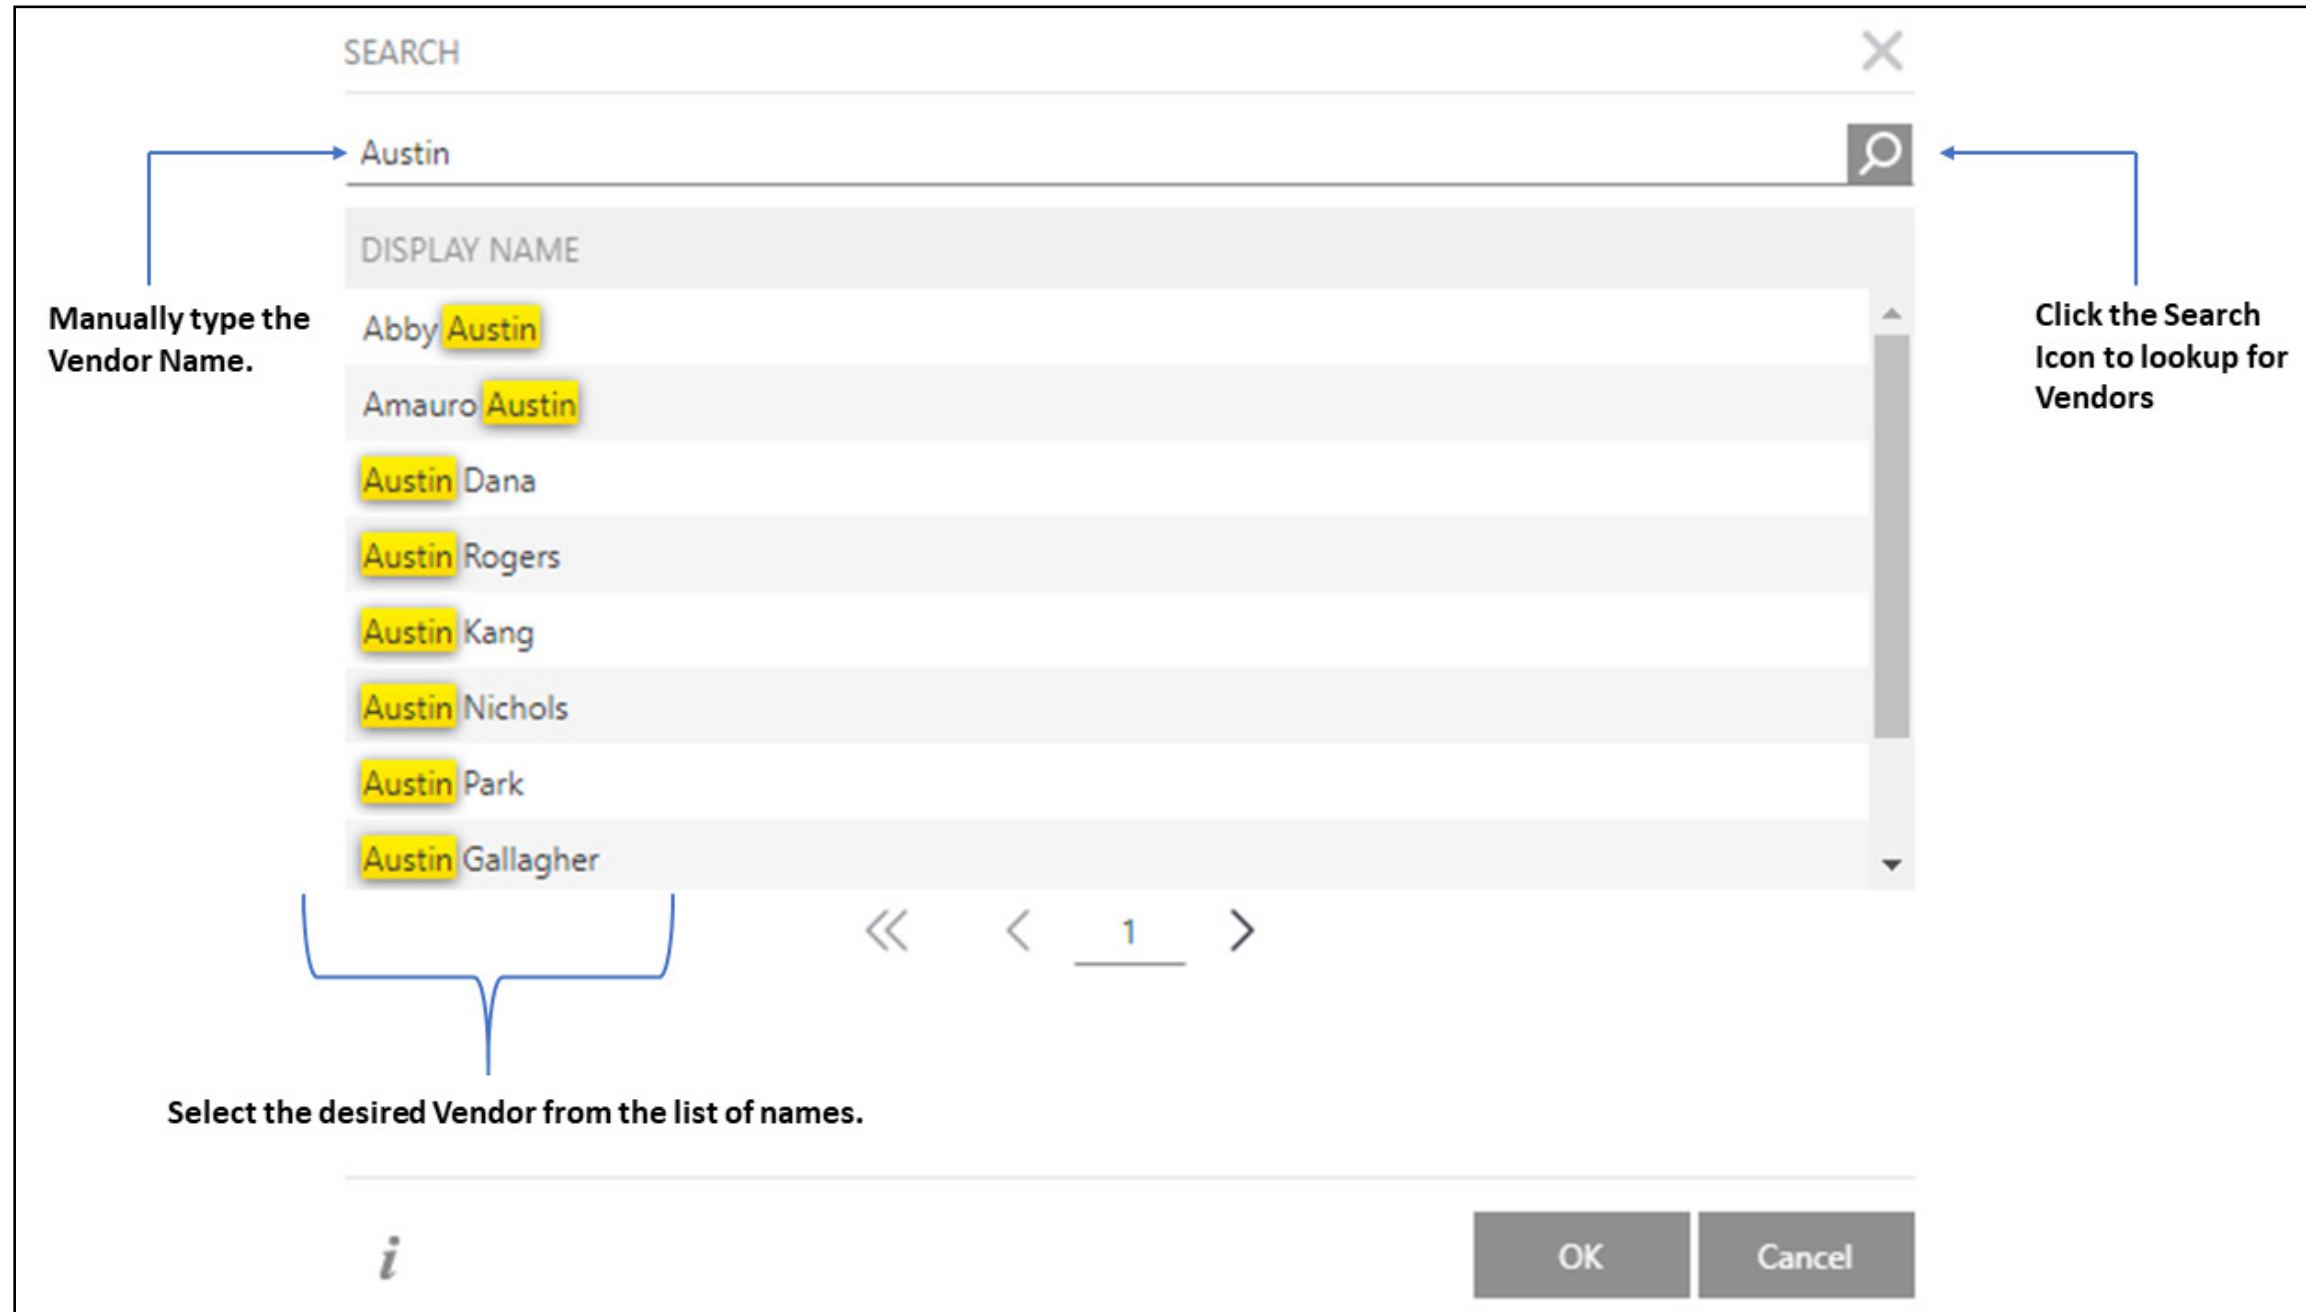 SEARCH
Austin
DISPLAY NAME
Manually type the
Vendor Name.
Click the Search
Icon to lookup for
Vendors
Abby Austin
Amauro Austin
Austin Dana
Austin Rogers
Austin Kang
Austin Nichols
Austin Park
Austin Gallagher
1
Select the desired Vendor from the list of names.
i
OK
Cancel